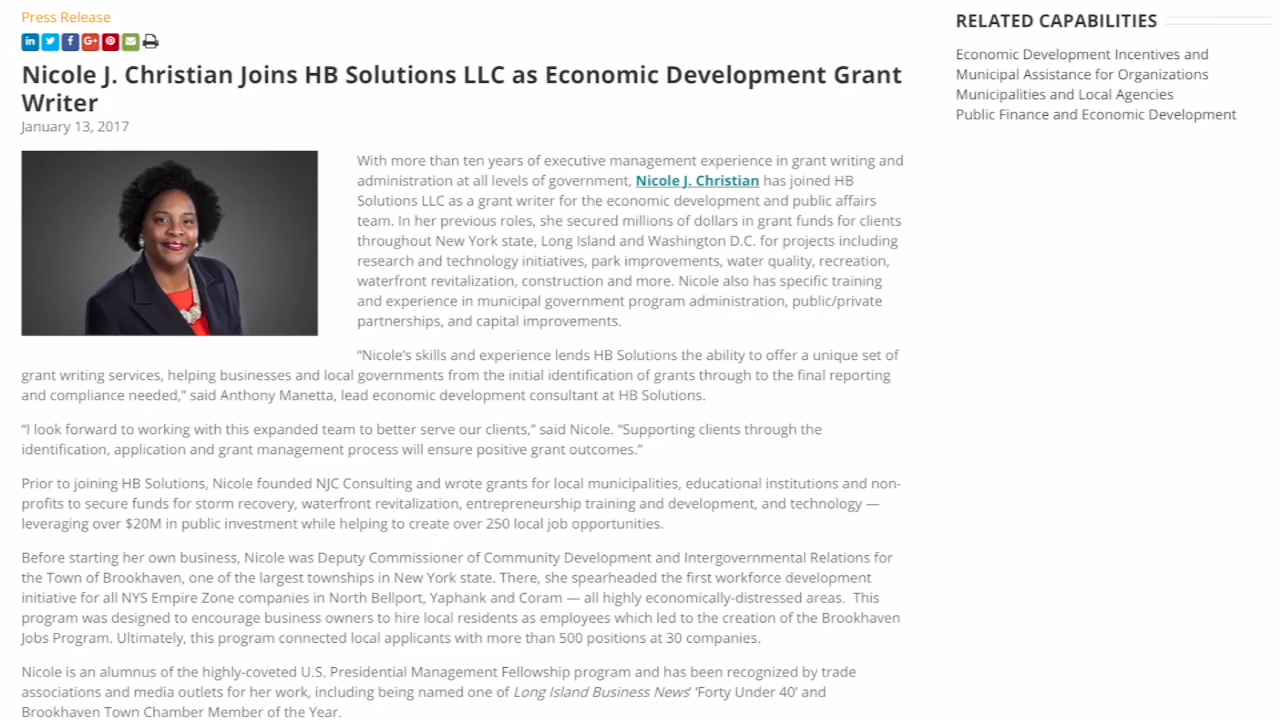 Press Release
Nicole J. Christian Joins HB Solutions LLC as Economic Development Grant
Writer
January 13, 2017
With more than ten years of executive management experience in grant writing and
administration at all levels of government, Nicole J. Christian has joined HB
Solutions LLC as a grant writer for the economic development and public affairs
team. In her previous roles, she secured millions of dollars in grant funds for clients
throughout New York state, Long Island and Washington D.C. for projects including
research and technology initiatives, park improvements, water quality, recreation,
waterfront revitalization, construction and more. Nicole also has specific training
and experience in municipal government program administration, public/private
partnerships, and capital improvements.
“Nicole’s skills and experience lends HB Solutions the ability to offer a unique set of
grant writing services, helping businesses and local governments from the initial identification of grants through to the final reporting
and compliance needed,” said Anthony Manetta, lead economic development consultant at HB Solutions.
“I look forward to working with this expanded team to better serve our clients,” said Nicole. “Supporting clients through the
identification, application and grant management process will ensure positive grant outcomes.”
Prior to joining HB Solutions, Nicole founded NJC Consulting and wrote grants for local municipalities, educational institutions and non-
profits to secure funds for storm recovery, waterfront revitalization, entrepreneurship training and development, and technology —
leveraging over $20M in public investment while helping to create over 250 local job opportunities.
Before starting her own business, Nicole was Deputy Commissioner of Community Development and Intergovernmental Relations for
the Town of Brookhaven, one of the largest townships in New York state. There, she spearheaded the first workforce development
initiative for all NYS Empire Zone companies in North Bellport, Yaphank and Coram — all highly economically-distressed areas.  This
program was designed to encourage business owners to hire local residents as employees which led to the creation of the Brookhaven
Jobs Program. Ultimately, this program connected local applicants with more than 500 positions at 30 companies.
Nicole is an alumnus of the highly-coveted U.S. Presidential Management Fellowship program and has been recognized by trade
associations and media outlets for her work, including being named one of Long Island Business News’ ‘Forty Under 40’ and
Brookhaven Town Chamber Member of the Year.
RELATED CAPABILITIES
Economic Development Incentives and
Municipal Assistance for Organizations
Municipalities and Local Agencies
Public Finance and Economic Development